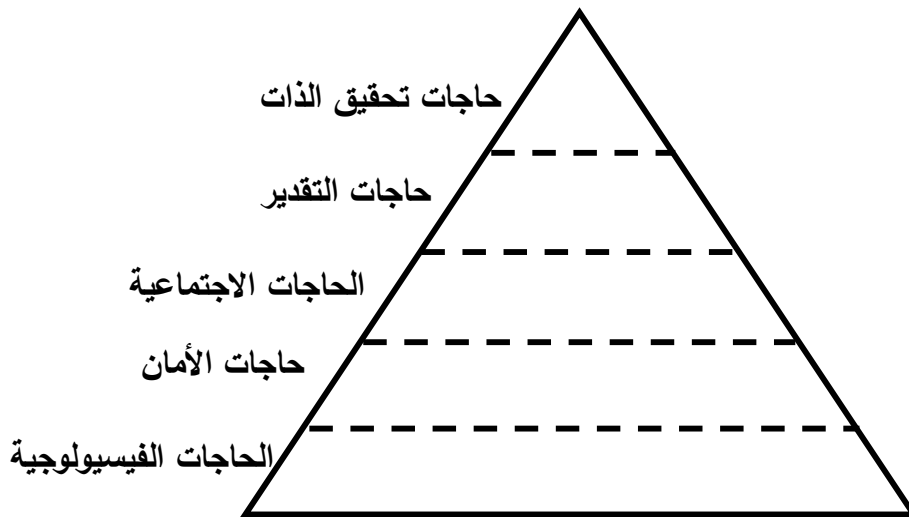 حاجات تحقيق الذات
حاجات التقدير
الحاجات الاجتماعية
حاجات الأمان
الحاجات الفيسيولوجية